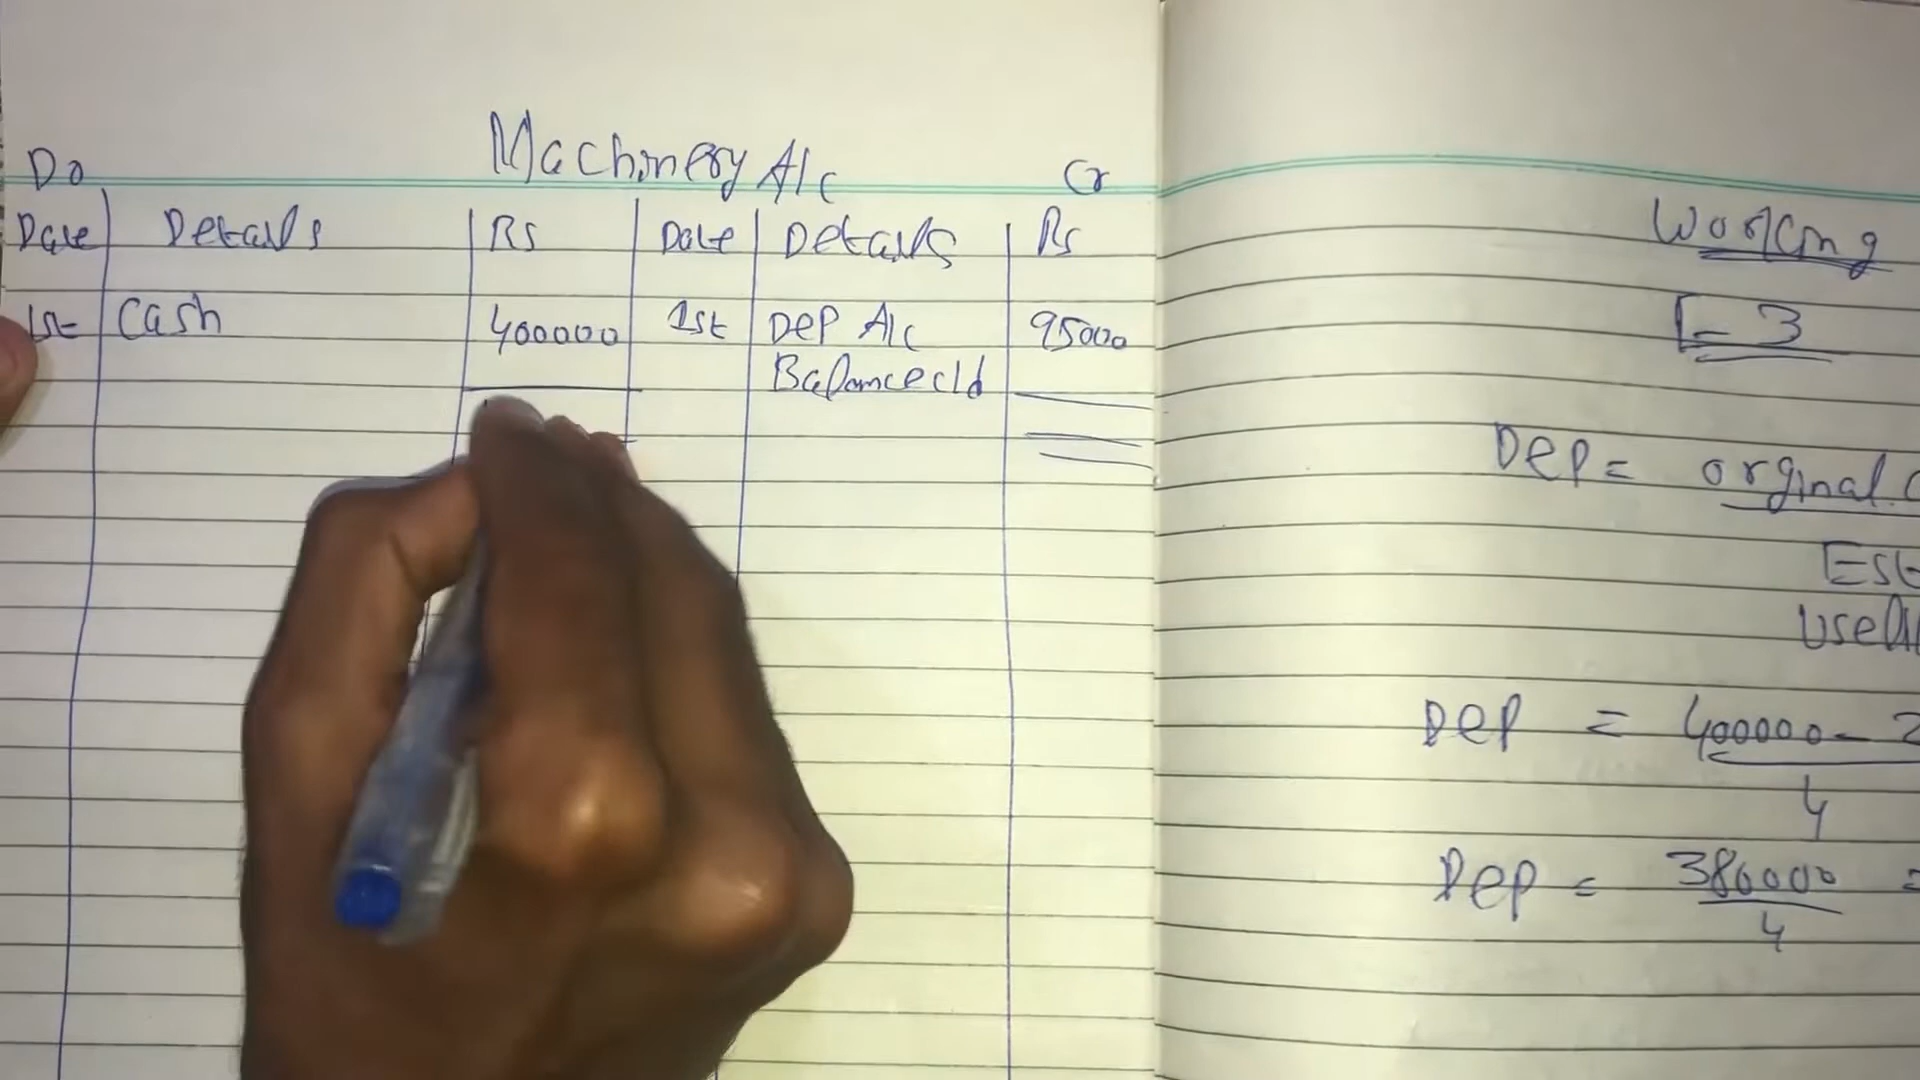 Machinery A/c
Dr Cr
Date Details Rs Date Details Rs
1st Cash 400000 1st Dep A/c 95000
Balance c/d
Working
L-3
Dep = orginal
Est
Dep = 400000 -
4
Dep = 380000 =
4